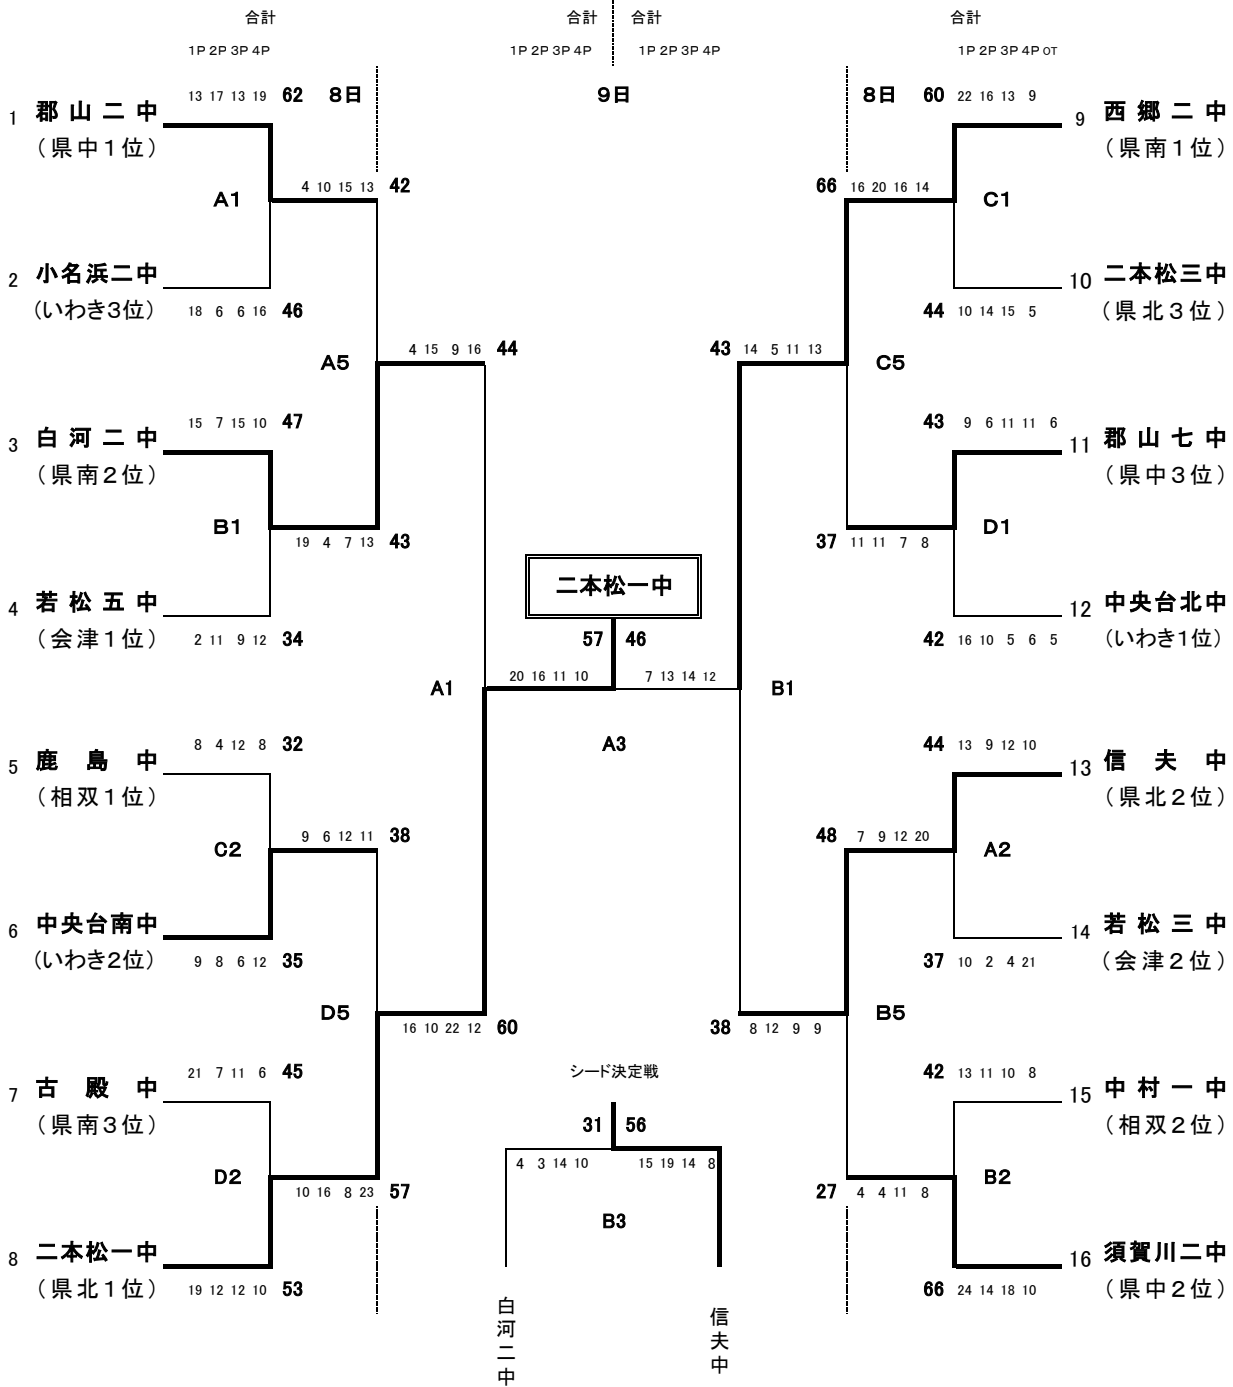 合計 合計 合計 合計
1P 2P 3P 4P 1P 2P 3P 4P 1P 2P 3P 4P 1P 2P 3P 4P OT
13 17 13 19 62 8日 9日 8日 60 22 16 13 9
1 郡山二中 9 西郷二中
(県中1位) (県南1位)
4 10 15 13 42 66 16 20 16 14
A1 C1
2 小名浜二中 10 二本松三中
(いわき3位) 18 6 6 16 46 44 10 14 15 5 (県北3位)
4 15 9 16 44 43 14 5 11 13
A5 C5
15 7 15 10 47 43 9 6 11 11 6
3 白河二中 11 郡山七中
(県南2位) (県中3位)
B1 D1
19 4 7 13 43 37 11 11 7 8
二本松一中
4 若松五中 12 中央台北中
(会津1位) 2 11 9 12 34 57 46 42 16 10 5 6 5 (いわき1位)
20 16 11 10 7 13 14 12
A1 B1
A3
8 4 12 8 32 44 13 9 12 10
5 鹿島中 13 信夫中
(相双1位) (県北2位)
9 6 12 11 38 48 7 9 12 20
C2 A2
6 中央台南中 14 若松三中
(いわき2位) 9 8 6 12 35 37 10 2 4 21 (会津2位)
D5 B5
16 10 22 12 60 38 8 12 9 9
21 7 11 6 45 シード決定戦 42 13 11 10 8
7 古殿中 15 中村一中
(県南3位) 31 56 (相双2位)
4 3 14 10 15 19 14 8
D2 B2
10 16 8 23 57 27 4 4 11 8
B3
8 二本松一中 16 須賀川二中
(県北1位) 19 12 12 10 53 66 24 14 18 10 (県中2位)
白河二中 信夫中